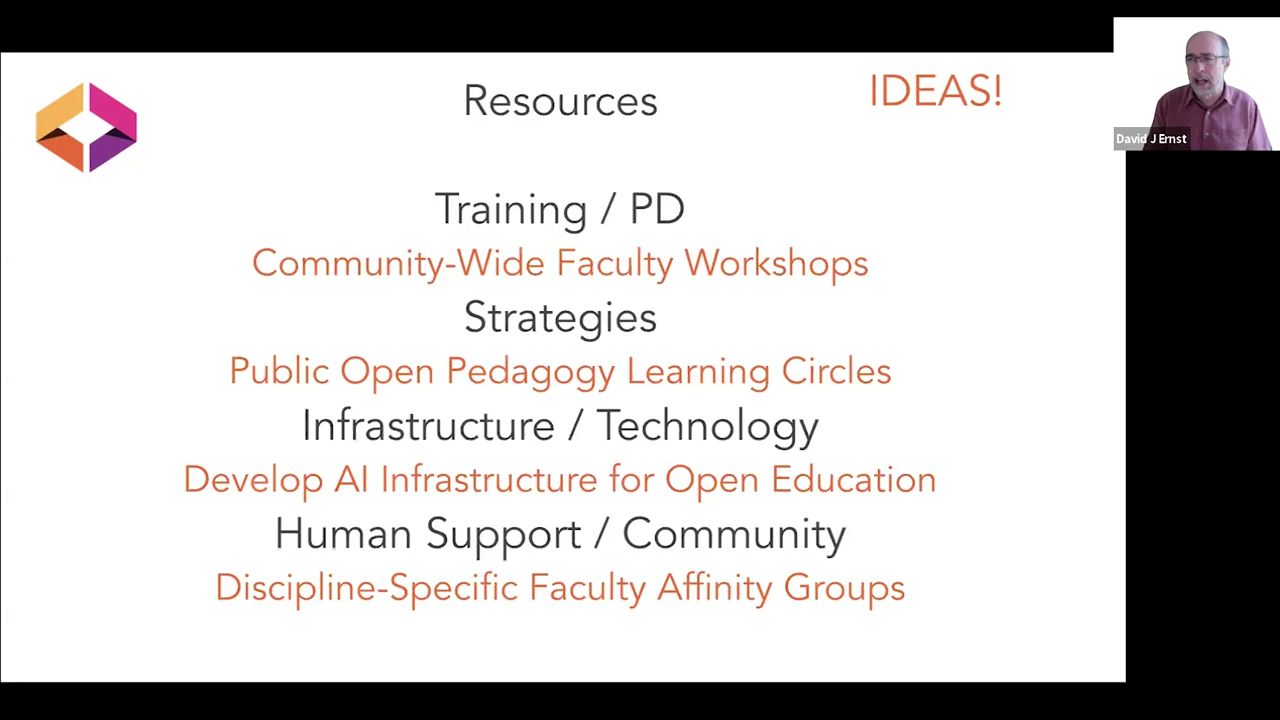 Resources
IDEAS!
Training / PD
Community-Wide Faculty Workshops
Strategies
Public Open Pedagogy Learning Circles
Infrastructure / Technology
Develop AI Infrastructure for Open Education
Human Support / Community
Discipline-Specific Faculty Affinity Groups
David J Ernst